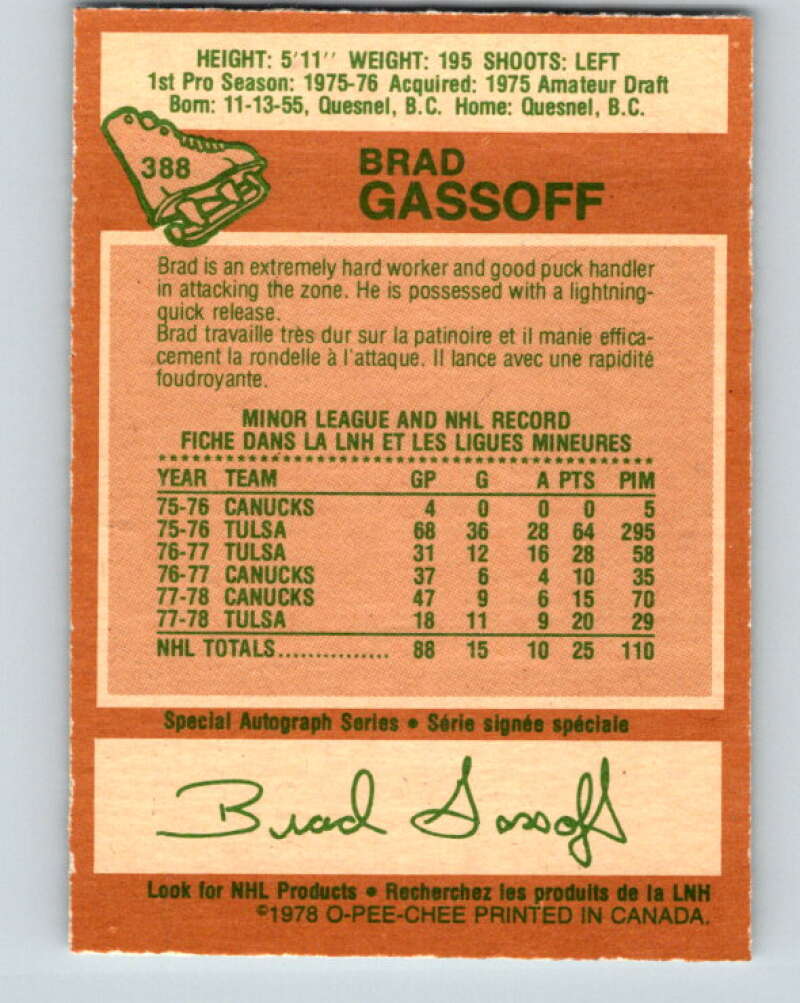 HEIGHT: 5'11'' WEIGHT: 195 SHOOTS: LEFT
1st Pro Season: 1975-76 Acquired: 1975 Amateur Draft
Born: 11-13-55, Quesnel, B.C. Home: Quesnel, B.C.
388
BRAD
GASSOFF
Brad is an extremely hard worker and good puck handler
in attacking the zone. He is possessed with a lightning-
quick release.
Brad travaille très dur sur la patinoire et il manie effica-
cement la rondelle à l'attaque. Il lance avec une rapidité
foudroyante.
MINOR LEAGUE AND NHL RECORD
FICHE DANS LA LNH ET LES LIGUES MINEURES
YEAR TEAM GP G A PTS PIM
75-76 CANUCKS 4 0 0 0 5
75-76 TULSA 68 36 28 64 295
76-77 TULSA 31 12 16 28 58
76-77 CANUCKS 37 6 4 10 35
77-78 CANUCKS 47 9 6 15 70
77-78 TULSA 18 11 9 20 29
NHL TOTALS............... 88 15 10 25 110
Special Autograph Series • Série signée spéciale
Brad Gassoff
Look for NHL Products • Recherchez les produits de la LNH
©1978 O-PEE-CHEE PRINTED IN CANADA.